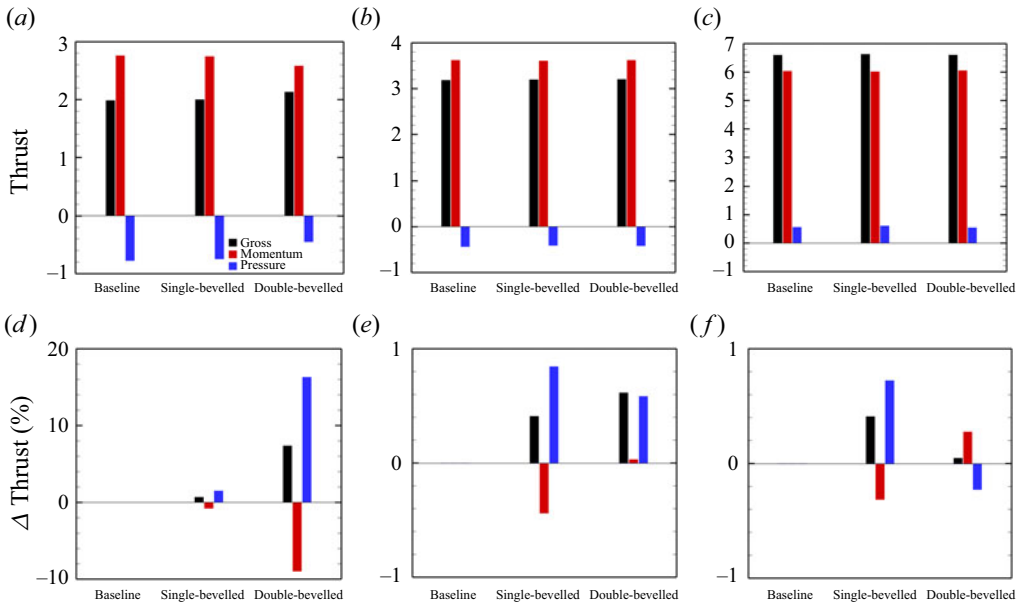 (a)
(b)
(c)
3
2
1
0
−1
4
3
2
1
0
−1
7
6
5
4
3
2
1
0
−1
Thrust
Gross
Momentum
Pressure
Baseline Single-bevelled Double-bevelled
Baseline Single-bevelled Double-bevelled
Baseline Single-bevelled Double-bevelled
(d)
(e)
(f)
20
10
0
−10
1
0
−1
1
0
−1
Δ Thrust (%)
Baseline Single-bevelled Double-bevelled
Baseline Single-bevelled Double-bevelled
Baseline Single-bevelled Double-bevelled